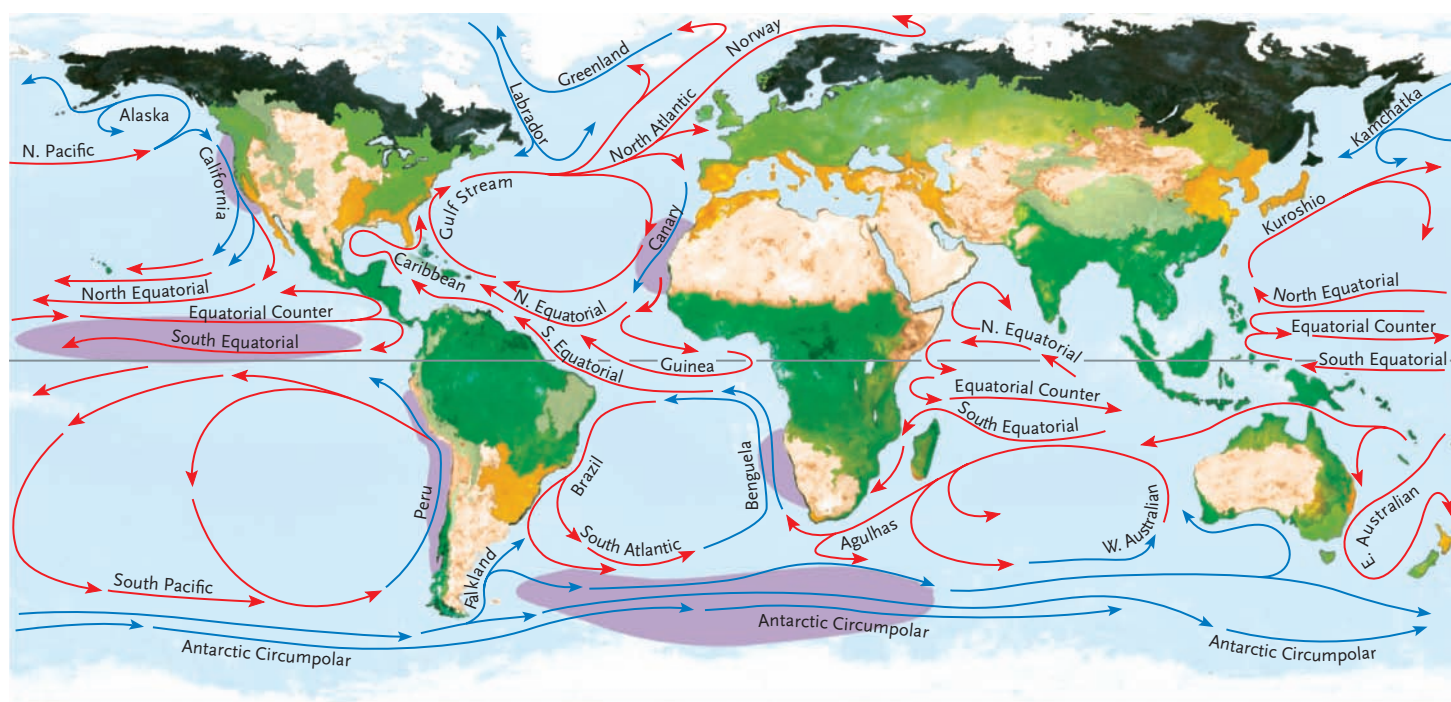 Alaska
N. Pacific
California
North Equatorial
Equatorial Counter
South Equatorial
South Pacific
Antarctic Circumpolar
Peru
Falkland
Labrador
Greenland
Norway
North Atlantic
Gulf Stream
Caribbean
Canary
N. Equatorial
S. Equatorial
Guinea
Brazil
Benguela
South Atlantic
Agulhas
Antarctic Circumpolar
N. Equatorial
Equatorial Counter
South Equatorial
W. Australian
E. Australian
Antarctic Circumpolar
Kamchatka
Kuroshio
North Equatorial
Equatorial Counter
South Equatorial